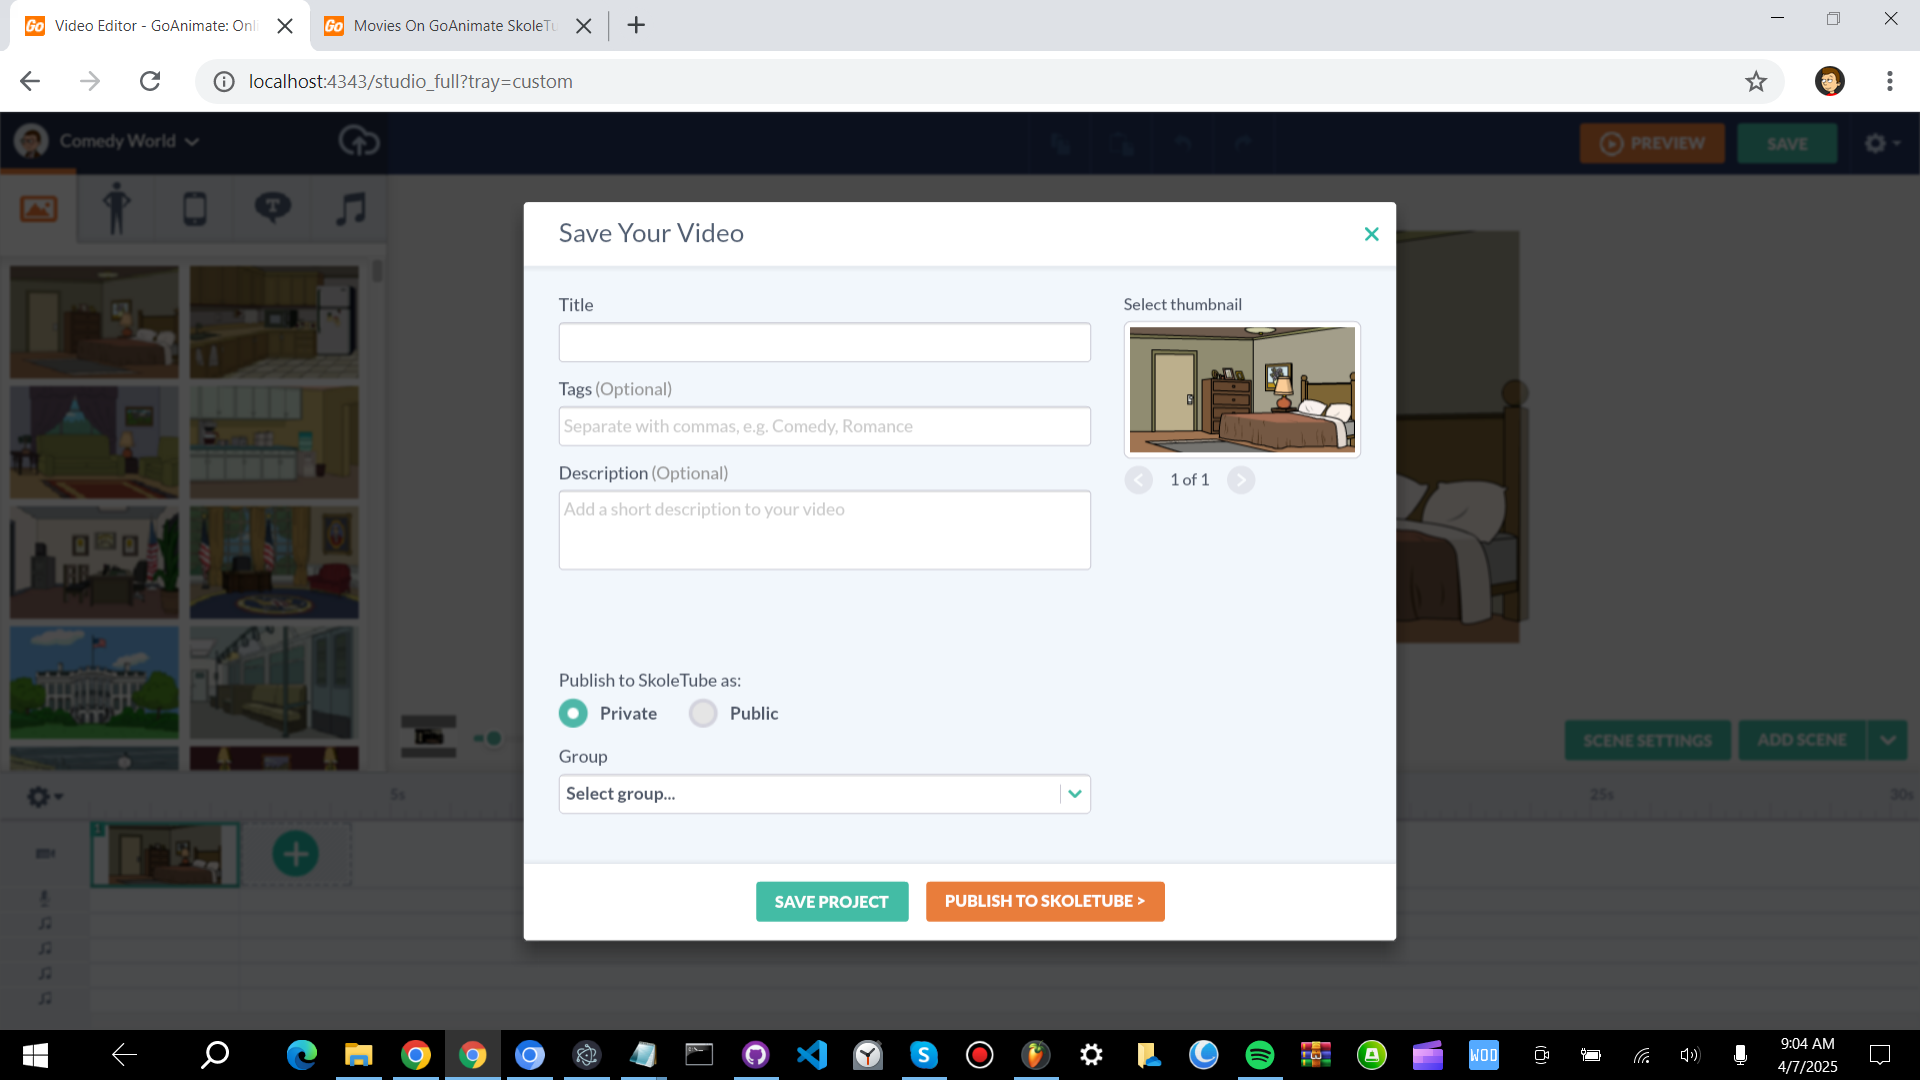 Video Editor - GoAnimate: Onli
Movies On GoAnimate SkoleTu
localhost:4343/studio_full?tray=custom
Comedy World
PREVIEW
SAVE
Save Your Video
Title
Select thumbnail
Tags (Optional)
Separate with commas, e.g. Comedy, Romance
Description (Optional)
1 of 1
Add a short description to your video
Publish to SkoleTube as:
Private
Public
Group
Select group...
SCENE SETTINGS
ADD SCENE
5s
25s
30s
1
SAVE PROJECT
PUBLISH TO SKOLETUBE >
9:04 AM
4/7/2025